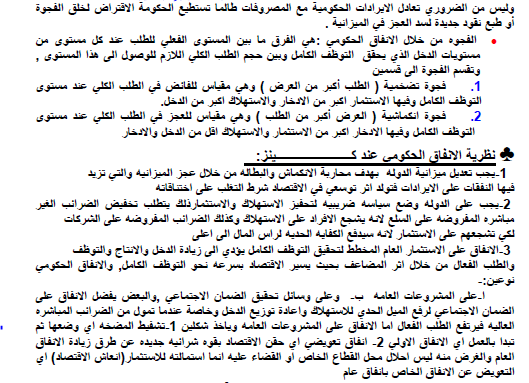 وليس من الضروري تعادل الايرادات الحكومية مع المصروفات طالما تستطيع الحكومة الاقتراض لخلق الفجوة
أو طبع نقود جديدة لسد العجز في الميزانية .
• الفجوه من خلال الانفاق الحكومي :هي الفرق ما بين المستوى الفعلي للطلب عند كل مستوى من
مستويات الدخل الذي يحقق التوظف الكامل وبين حجم الطلب الكلي اللازم للوصول الى هذا المستوى ,
وتقسم الفجوة الى قسمين
1. فجوة تضخمية ( الطلب أكبر من العرض ) وهي مقياس للفائض في الطلب الكلي عند مستوى
التوظف الكامل وفيها الاستثمار اكبر من الادخار والاستهلاك اكبر من الدخل.
2. فجوة انكماشية ( العرض أكبر من الطلب ) وهي مقياس للعجز في الطلب الكلي عند مستوى
التوظف الكامل وفيها الادخار اكبر من الاستثمار والاستهلاك اقل من الدخل والادخار
♣ نظرية الانفاق الحكومي عند كـــــــــــــــينز:
1-يجب تعديل ميزانية الدوله بهدف محاربة الانكماش والبطاله من خلال عجز الميزانيه والتي تزيد
فيها النفقات على الايرادات فتولد اثر توسعي في الاقتصاد شرط التغلب على اختناقاته
2-يجب على الدوله وضع سياسه ضريبيه لتحفيز الاستهلاك والاستثمارذلك يتطلب تخفيض الضرائب الغير
مباشره المفروضه على السلع لانه يشجع الافراد على الاستهلاك وكذلك الضرائب المفروضه على الشركات
لكي تشجعهم على الاستثمار لانه سيدفع الكفايه الحديه لراس المال الى اعلى
3-الانفاق على الاستثمار العام المخطط لتحقيق التوظف الكامل يؤدي الى زيادة الدخل والانتاج والتوظف
والطلب الفعال من خلال اثر المضاعف بحيث يسير الاقتصاد بسرعه نحو التوظف الكامل, والانفاق الحكومي
نوعين:-
ا-على المشروعات العامه ب- وعلى وسائل تحقيق الضمان الاجتماعي ,والبعض يفضل الانفاق على
الضمان الاجتماعي لرفع الميل الحدي للاستهلاك واعادة توزيع الدخل وخاصة عندما تمول من الضرائب المباشره
العاليه فيرتفع الطلب الفعال اما الانفاق على المشروعات العامه وياخذ شكلين 1-تشغيط المضخه اي وضعها ثم
تبدا بالعمل اي الانفاق الاولي 2- انفاق تعويضي اي حقن الاقتصاد بقوه شرائيه جديده عن طرق زيادة الانفاق
العام والغرض منه ليس احلال محل القطاع الخاص أو القضاء عليه انما استمالته للاستثمار(انعاش الاقتصاد) اي
التعويض عن الانفاق الخاص بانفاق عام